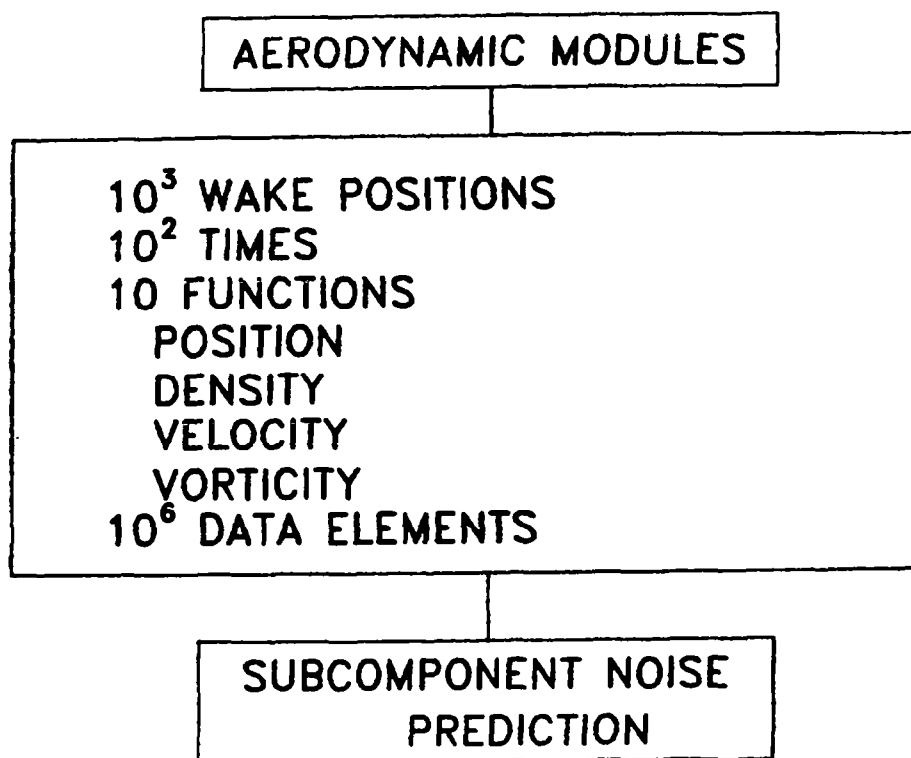 AERODYNAMIC MODULES
10³ WAKE POSITIONS
10² TIMES
10 FUNCTIONS
POSITION
DENSITY
VELOCITY
VORTICITY
10⁶ DATA ELEMENTS
SUBCOMPONENT NOISE
PREDICTION